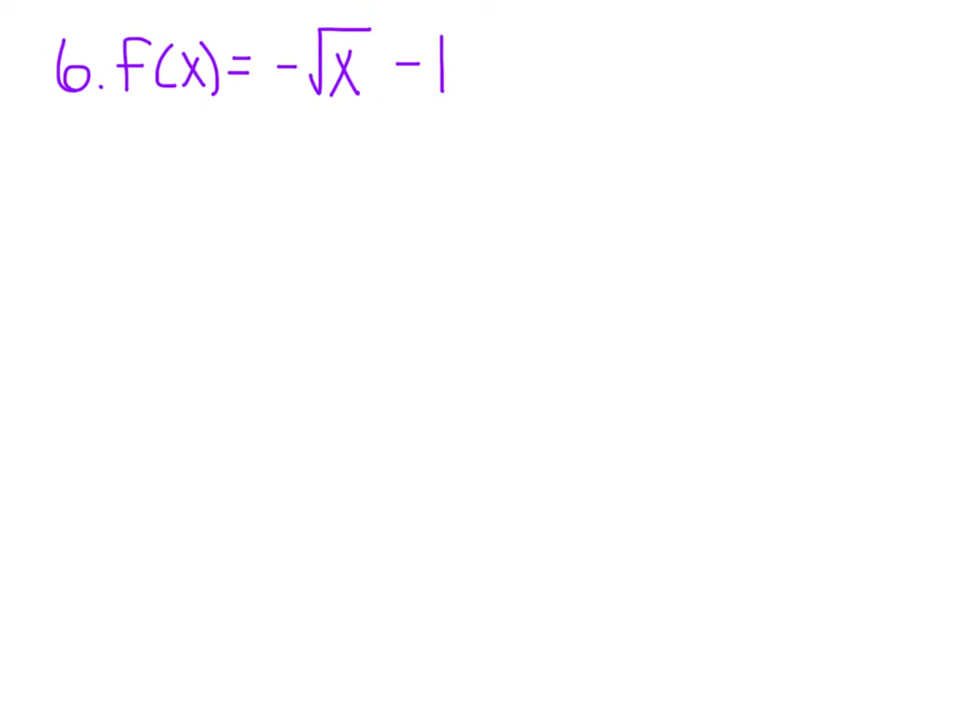 6. f(x) = -√x - 1